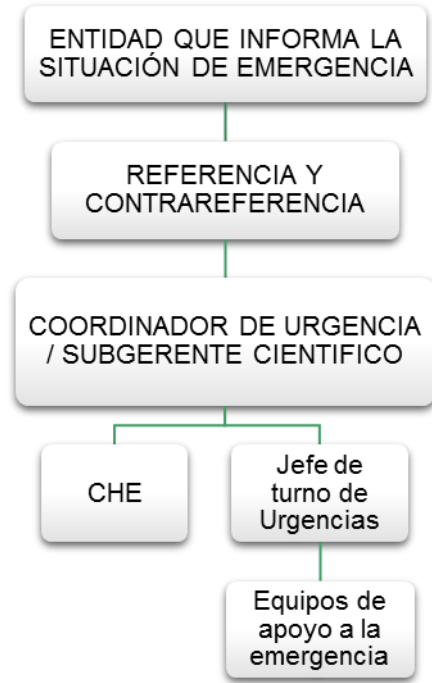 ENTIDAD QUE INFORMA LA
SITUACIÓN DE EMERGENCIA
REFERENCIA Y
CONTRAREFERENCIA
COORDINADOR DE URGENCIA
/ SUBGERENTE CIENTIFICO
CHE
Jefe de
turno de
Urgencias
Equipos de
apoyo a la
emergencia